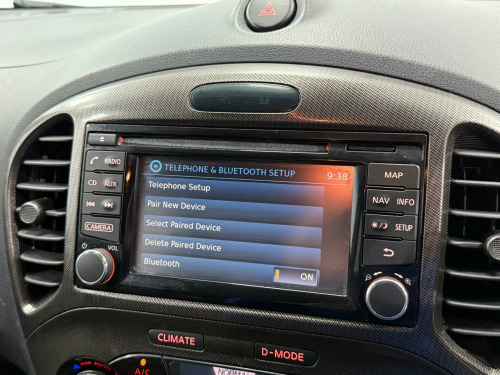 TELEPHONE & BLUETOOTH SETUP 9:38
Telephone Setup
Pair New Device
Select Paired Device
Delete Paired Device
Bluetooth ON
RADIO
CD AUX
CAMERA
VOL
MAP
NAV INFO
SETUP
CLIMATE D-MODE
A/C
NORMAL